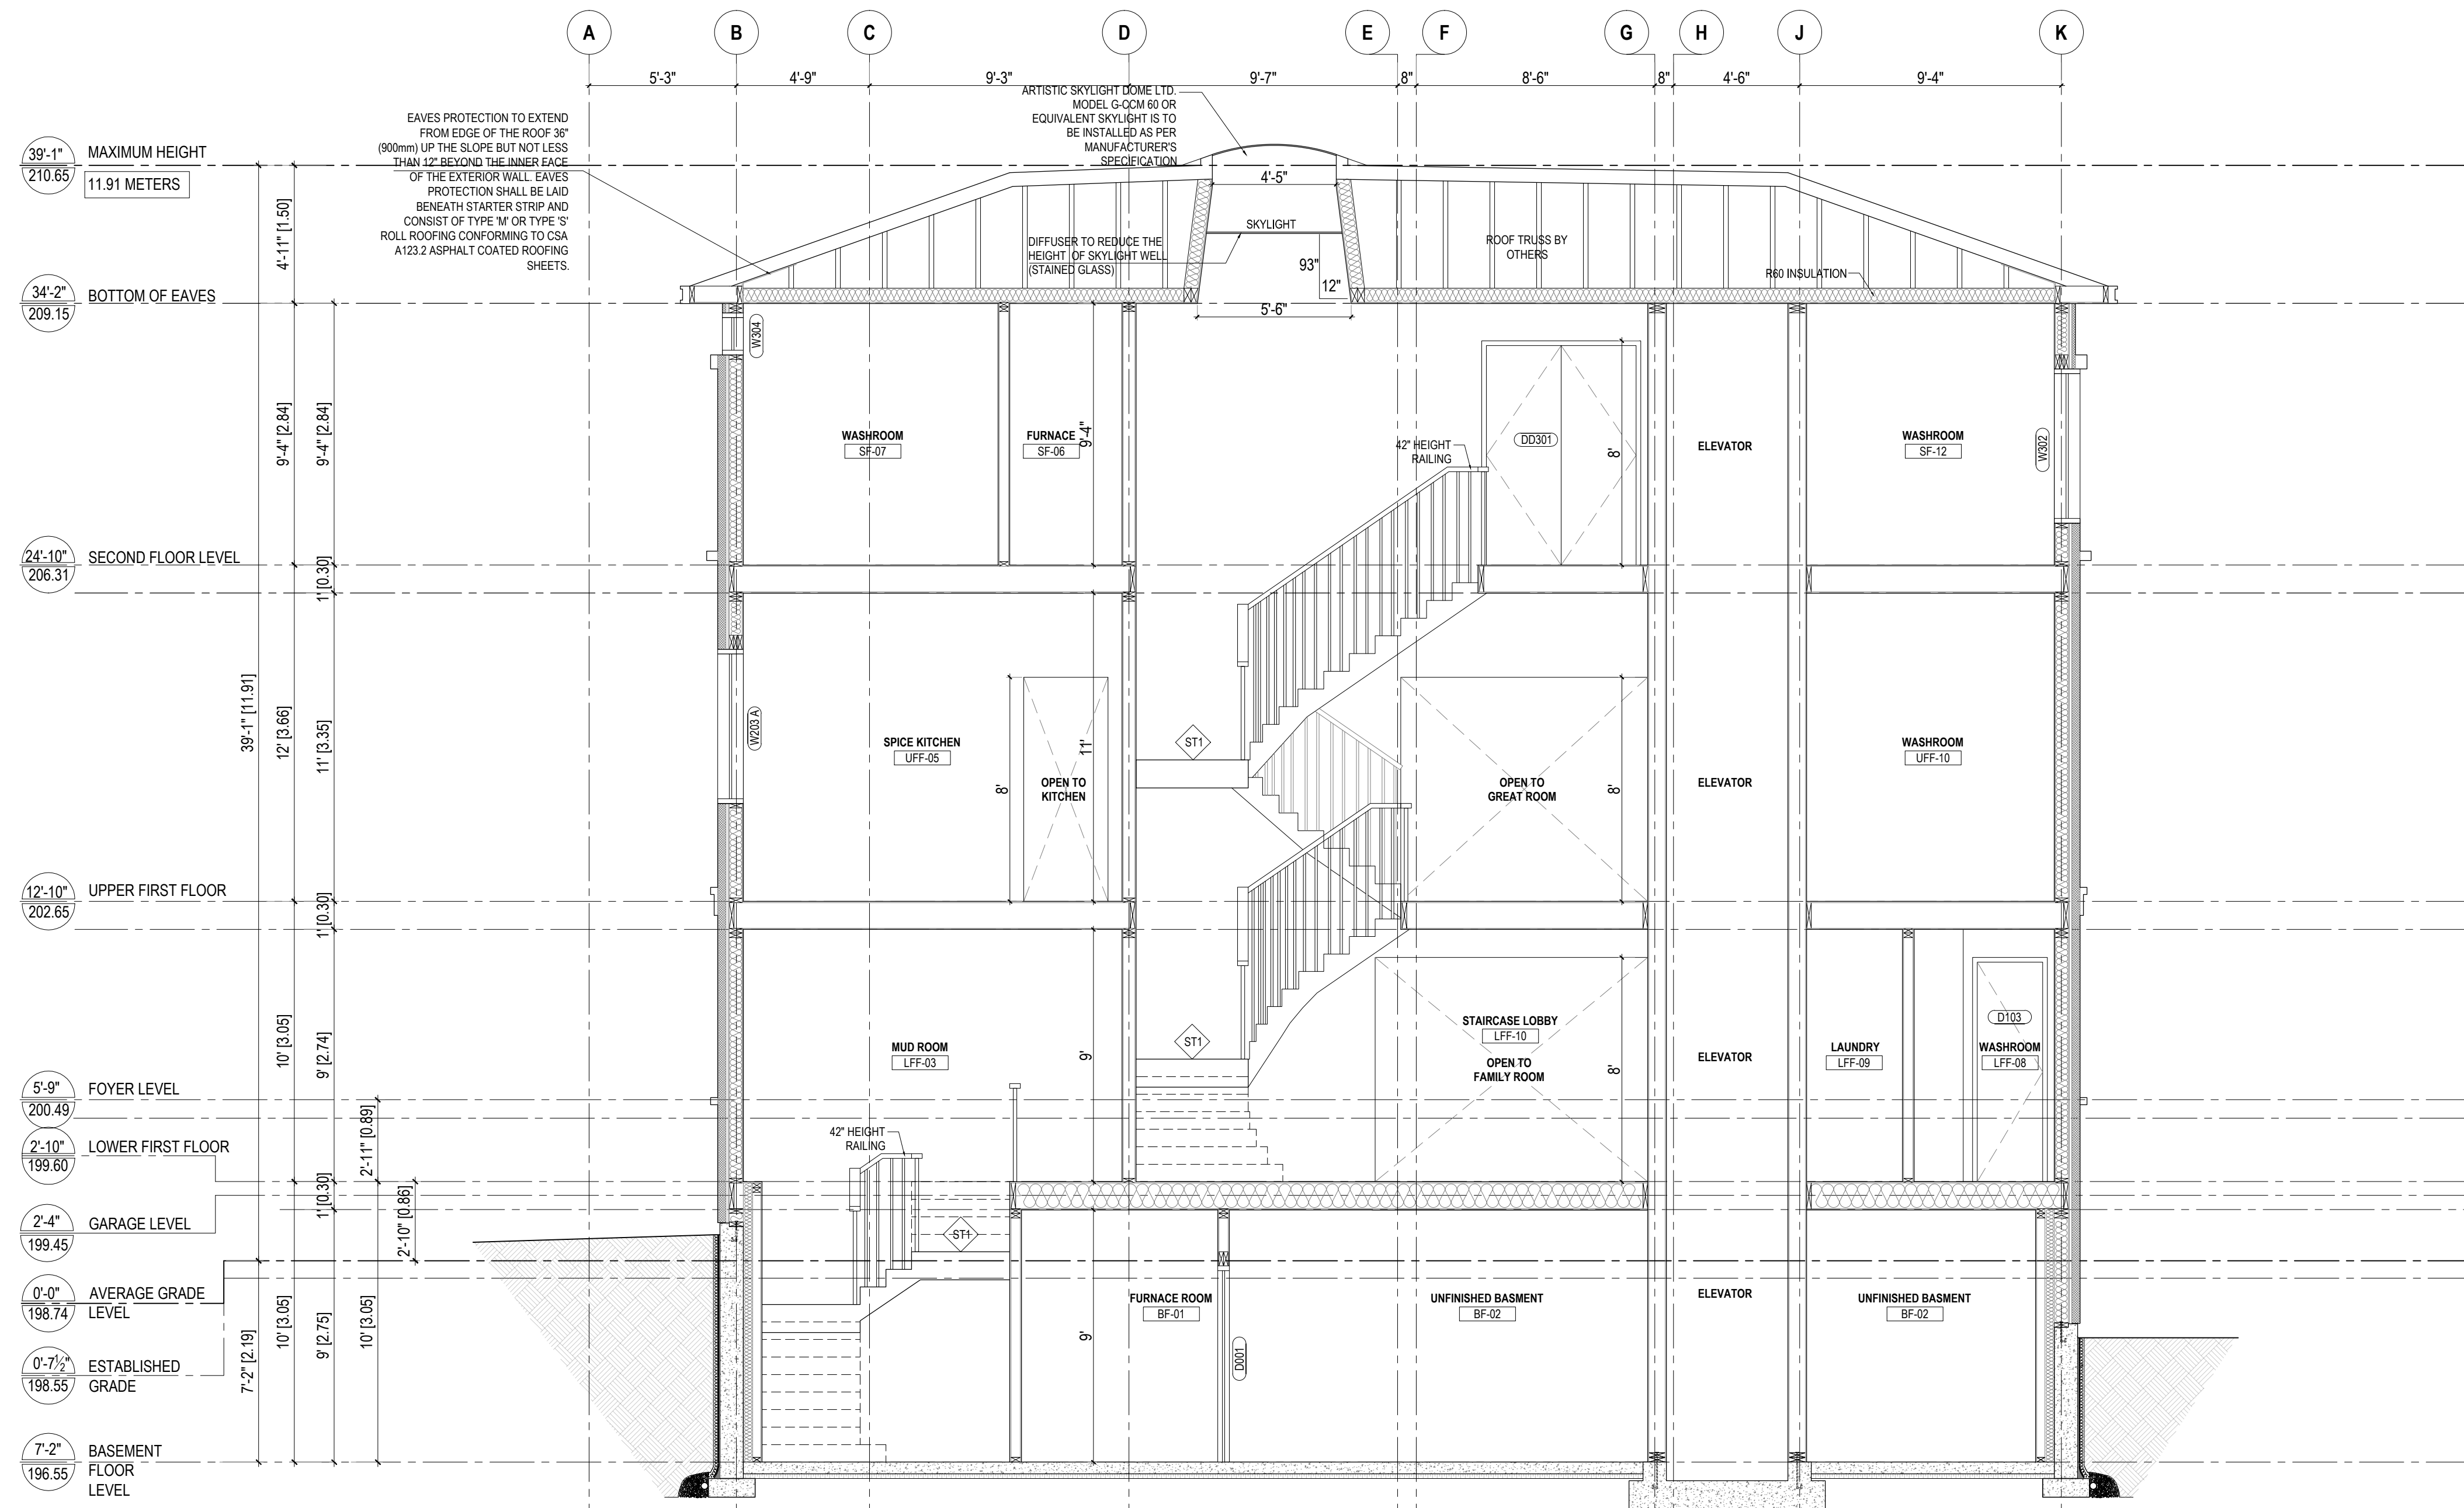 A B C D E F G H J K
5'-3" 4'-9" 9'-3" 9'-7" 8" 8'-6" 8" 4'-6" 9'-4"
ARTISTIC SKYLIGHT DOME LTD.
MODEL G-CCM 60 OR
EQUIVALENT SKYLIGHT IS TO
BE INSTALLED AS PER
MANUFACTURER'S
SPECIFICATION
EAVES PROTECTION TO EXTEND
FROM EDGE OF THE ROOF 36"
(900mm) UP THE SLOPE BUT NOT LESS
THAN 12" BEYOND THE INNER FACE
OF THE EXTERIOR WALL. EAVES
PROTECTION SHALL BE LAID
BENEATH STARTER STRIP AND
CONSIST OF TYPE 'M' OR TYPE 'S'
ROLL ROOFING CONFORMING TO CSA
A123.2 ASPHALT COATED ROOFING
SHEETS.
39'-1"
210.65
MAXIMUM HEIGHT
11.91 METERS
34'-2"
209.15
BOTTOM OF EAVES
24'-10"
206.31
SECOND FLOOR LEVEL
12'-10"
202.65
UPPER FIRST FLOOR
5'-9"
200.49
FOYER LEVEL
2'-10"
199.60
LOWER FIRST FLOOR
2'-4"
199.45
GARAGE LEVEL
0'-0"
198.74
AVERAGE GRADE
LEVEL
0'-7½"
198.55
ESTABLISHED
GRADE
7'-2"
196.55
BASEMENT
FLOOR
LEVEL
39'-1" [11.91]
7'-2" [2.19]
4'-11" [1.50]
9'-4" [2.84]
12' [3.66]
10' [3.05]
10' [3.05]
9'-4" [2.84]
1' [0.30]
11' [3.35]
1' [0.30]
9' [2.74]
1' [0.30]
9' [2.75]
2'-11" [0.89]
10' [3.05]
2'-10" [0.86]
4'-5"
SKYLIGHT
DIFFUSER TO REDUCE THE
HEIGHT OF SKYLIGHT WELL
(STAINED GLASS)
93"
12"
5'-6"
ROOF TRUSS BY
OTHERS
R60 INSULATION
W304
WASHROOM
SF-07
FURNACE
SF-06
9'-4"
42" HEIGHT
RAILING
DD301
8'
ELEVATOR
WASHROOM
SF-12
W302
W203 A
SPICE KITCHEN
UFF-05
8'
OPEN TO
KITCHEN
11'
ST1
OPEN TO
GREAT ROOM
8'
ELEVATOR
WASHROOM
UFF-10
MUD ROOM
LFF-03
9'
ST1
STAIRCASE LOBBY
LFF-10
OPEN TO
FAMILY ROOM
8'
ELEVATOR
LAUNDRY
LFF-09
D103
WASHROOM
LFF-08
42" HEIGHT
RAILING
ST1
FURNACE ROOM
BF-01
9'
D001
UNFINISHED BASMENT
BF-02
ELEVATOR
UNFINISHED BASMENT
BF-02